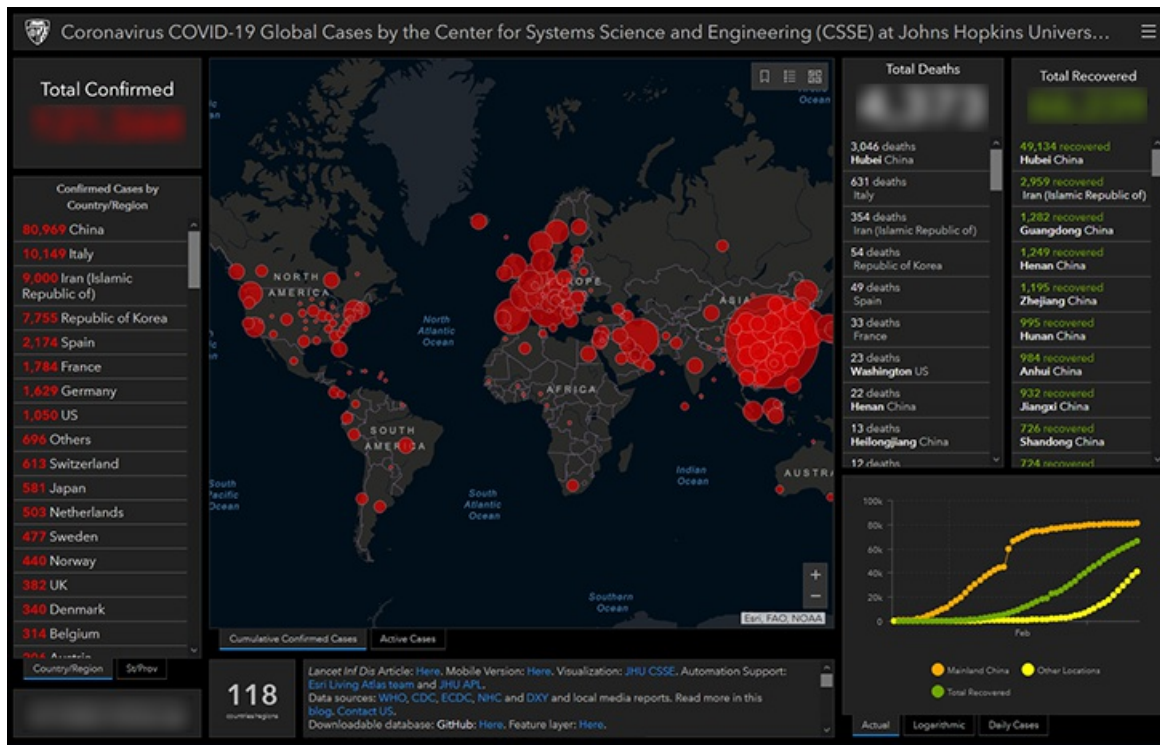 Coronavirus COVID-19 Global Cases by the Center for Systems Science and Engineering (CSSE) at Johns Hopkins Univers...
Total Confirmed
Confirmed Cases by
Country/Region
80,969 China
10,149 Italy
9,000 Iran (Islamic
Republic of)
7,755 Republic of Korea
2,174 Spain
1,784 France
1,629 Germany
1,050 US
696 Others
613 Switzerland
581 Japan
503 Netherlands
477 Sweden
440 Norway
382 UK
340 Denmark
314 Belgium
Austria
Country/Region
St/Prov
Ocean
NORTH
AMERICA
North
Atlantic
Ocean
ASIA
AFRICA
SOUTH
AMERICA
South
Pacific
Ocean
South
Atlantic
Ocean
Indian
Ocean
AUSTRA
Southern
Ocean
+
−
Esri, FAO, NOAA
Cumulative Confirmed Cases
Active Cases
118
countries/regions
Lancet Inf Dis Article: Here. Mobile Version: Here. Visualization: JHU CSSE. Automation Support:
Esri Living Atlas team and JHU APL.
Data sources: WHO, CDC, ECDC, NHC and DXY and local media reports. Read more in this
blog. Contact US.
Downloadable database: GitHub: Here. Feature layer: Here.
Total Deaths
3,046 deaths
Hubei China
631 deaths
Italy
354 deaths
Iran (Islamic Republic of)
54 deaths
Republic of Korea
49 deaths
Spain
33 deaths
France
23 deaths
Washington US
22 deaths
Henan China
13 deaths
Heilongjiang China
12 deaths
Total Recovered
49,134 recovered
Hubei China
2,959 recovered
Iran (Islamic Republic of)
1,282 recovered
Guangdong China
1,249 recovered
Henan China
1,195 recovered
Zhejiang China
995 recovered
Hunan China
984 recovered
Anhui China
932 recovered
Jiangxi China
726 recovered
Shandong China
724 recovered
100k
80k
60k
40k
20k
0
Feb
Mainland China
Other Locations
Total Recovered
Actual
Logarithmic
Daily Cases